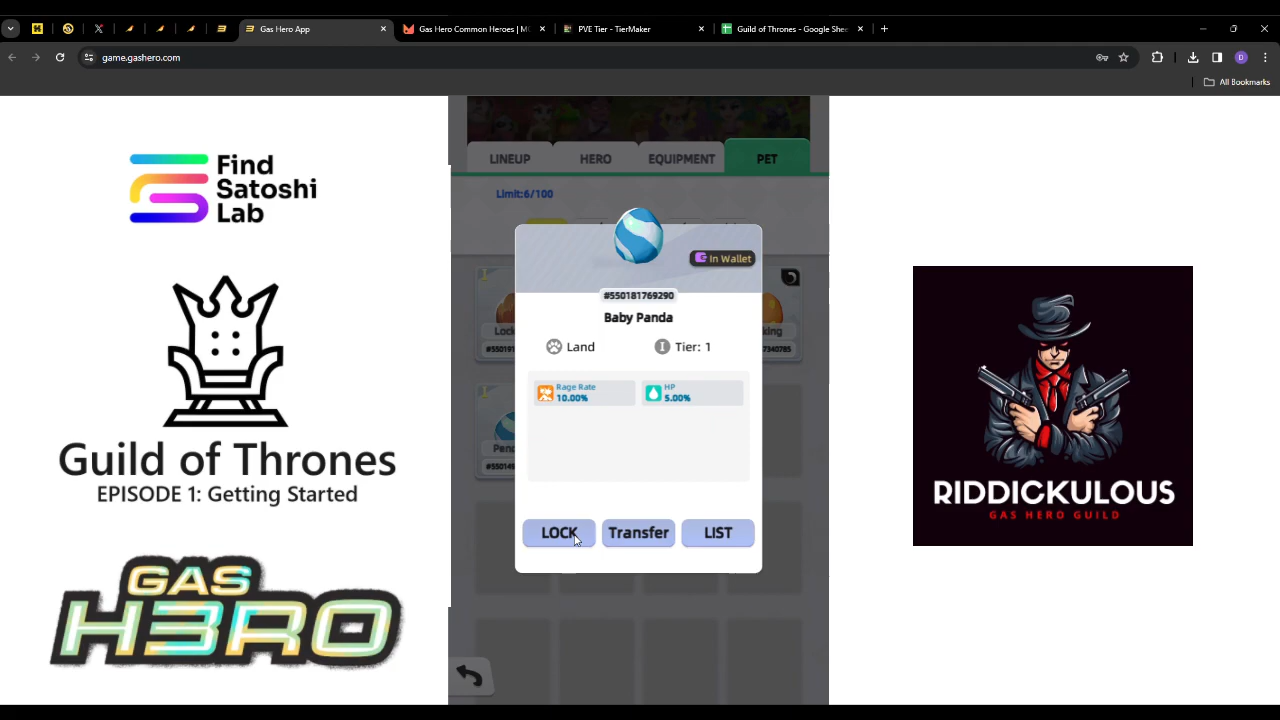 Gas Hero App
Gas Hero Common Heroes | M
PVE Tier - TierMaker
Guild of Thrones - Google Shee
game.gashero.com
All Bookmarks
Find
Satoshi
Lab
Guild of Thrones
EPISODE 1: Getting Started
GAS
H3RO
LINEUP
HERO
EQUIPMENT
PET
Limit:6/100
In Wallet
#550181769290
Baby Panda
Land
Tier: 1
Rage Rate
10.00%
HP
5.00%
LOCK
Transfer
LIST
RIDDICKULOUS
GAS HERO GUILD